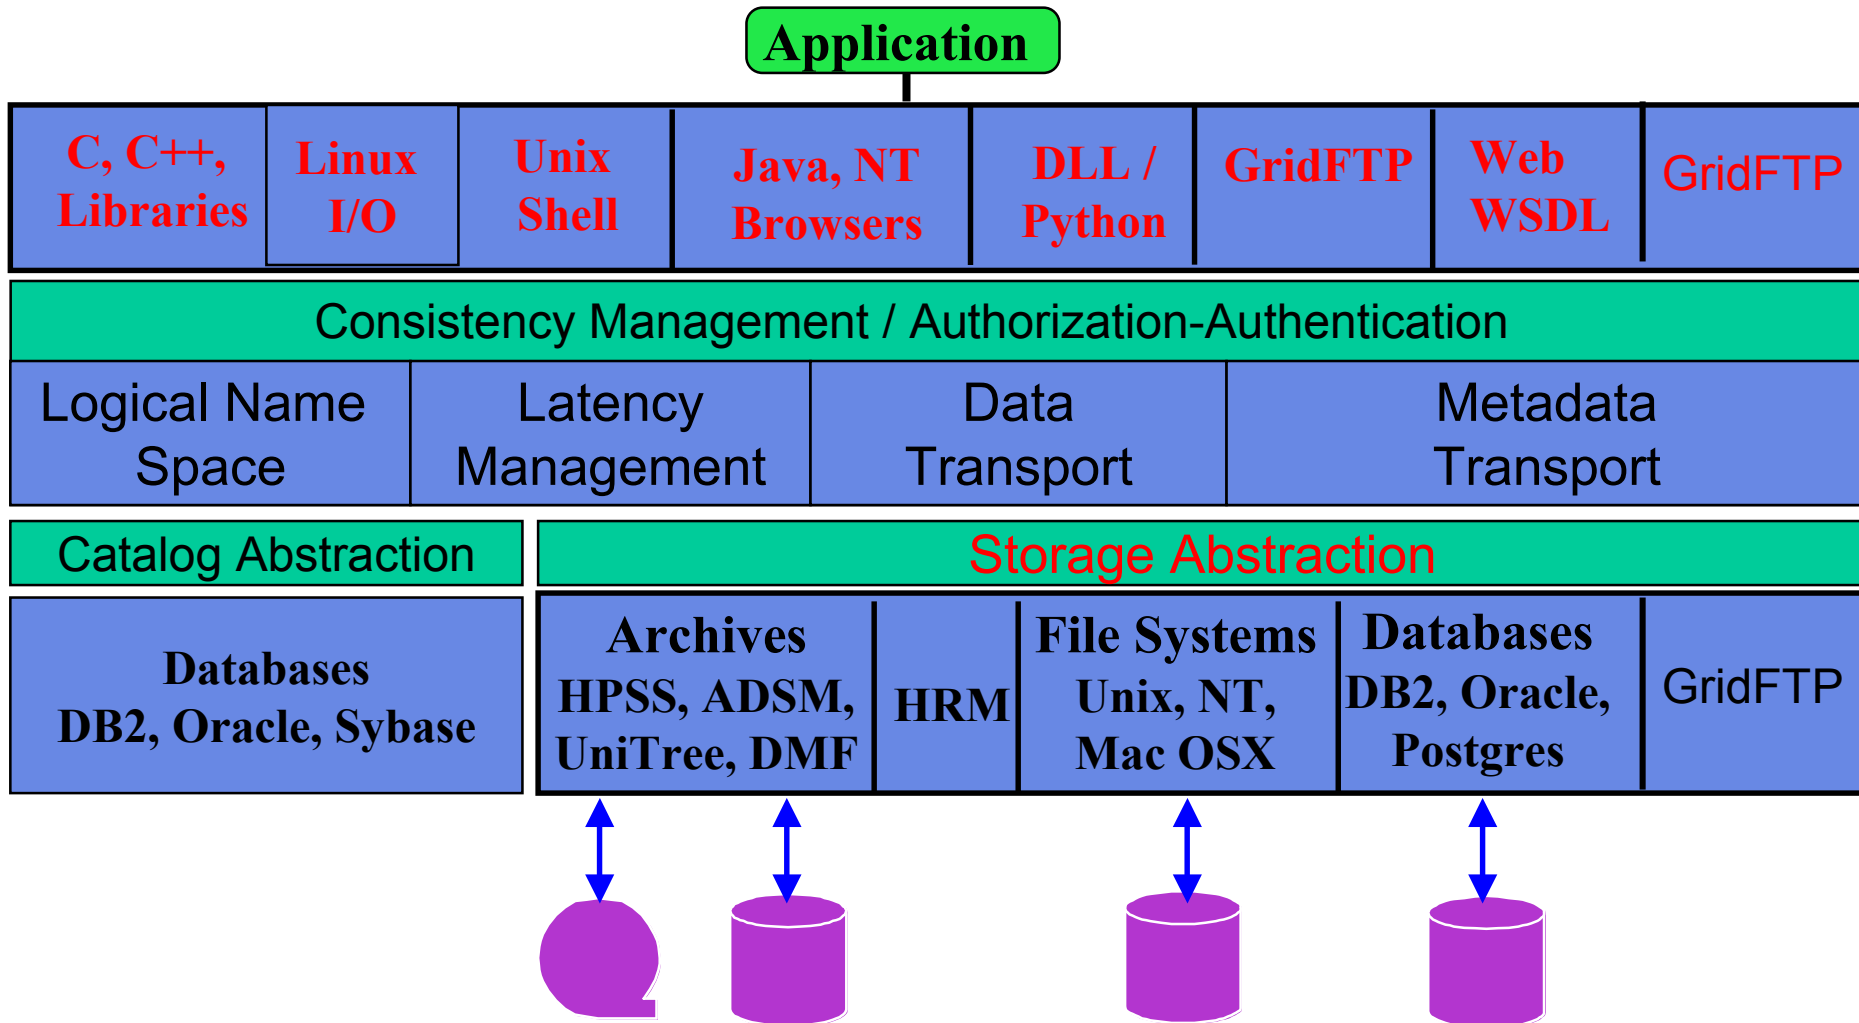 Application
C, C++,
Libraries
Linux
I/O
Unix
Shell
Java, NT
Browsers
DLL /
Python
GridFTP
Web
WSDL
GridFTP
Consistency Management / Authorization-Authentication
Logical Name
Space
Latency
Management
Data
Transport
Metadata
Transport
Catalog Abstraction
Storage Abstraction
Databases
DB2, Oracle, Sybase
Archives
HPSS, ADSM,
UniTree, DMF
HRM
File Systems
Unix, NT,
Mac OSX
Databases
DB2, Oracle,
Postgres
GridFTP